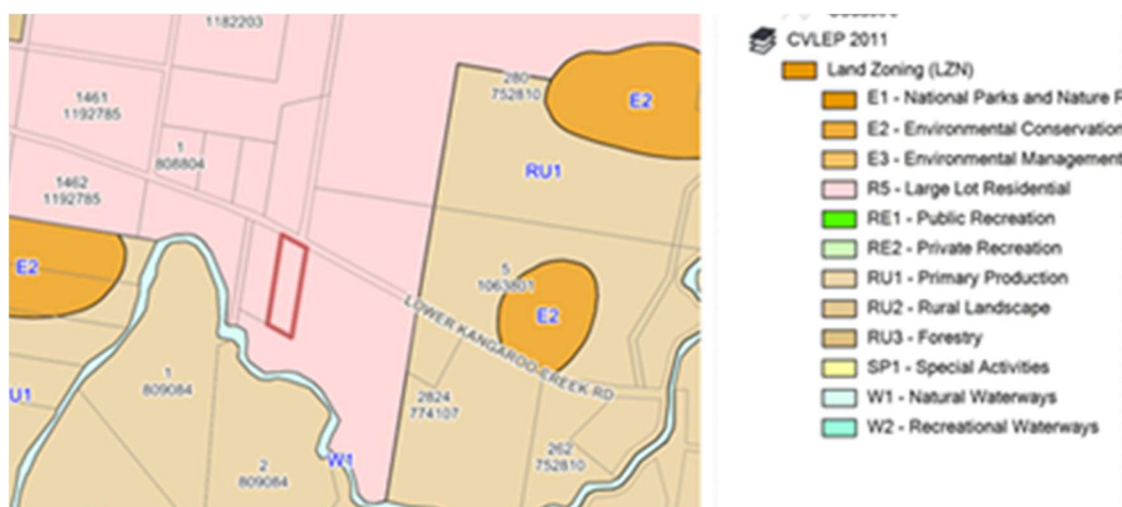 1182203
280
752810
E2
1461
1192785
1
808804
RU1
1462
1192785
E2
5
1063801
E2
LOWER KANGAROO CREEK RD
1
809084
U1
2824
774107
262
752810
W1
2
809084
CVLEP 2011
Land Zoning (LZN)
E1 - National Parks and Nature R
E2 - Environmental Conservation
E3 - Environmental Management
R5 - Large Lot Residential
RE1 - Public Recreation
RE2 - Private Recreation
RU1 - Primary Production
RU2 - Rural Landscape
RU3 - Forestry
SP1 - Special Activities
W1 - Natural Waterways
W2 - Recreational Waterways